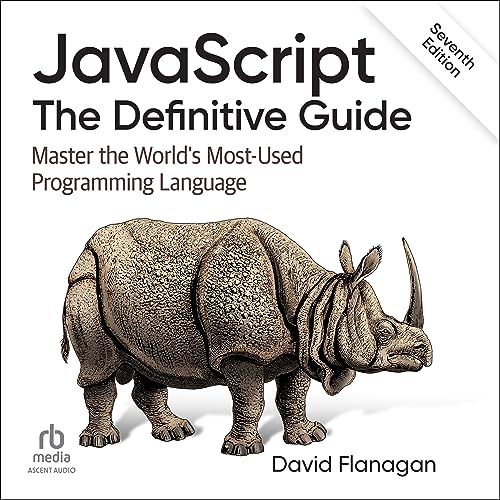 JavaScript
The Definitive Guide
Master the World's Most-Used
Programming Language
Seventh
Edition
rb
media
ASCENT AUDIO
David Flanagan